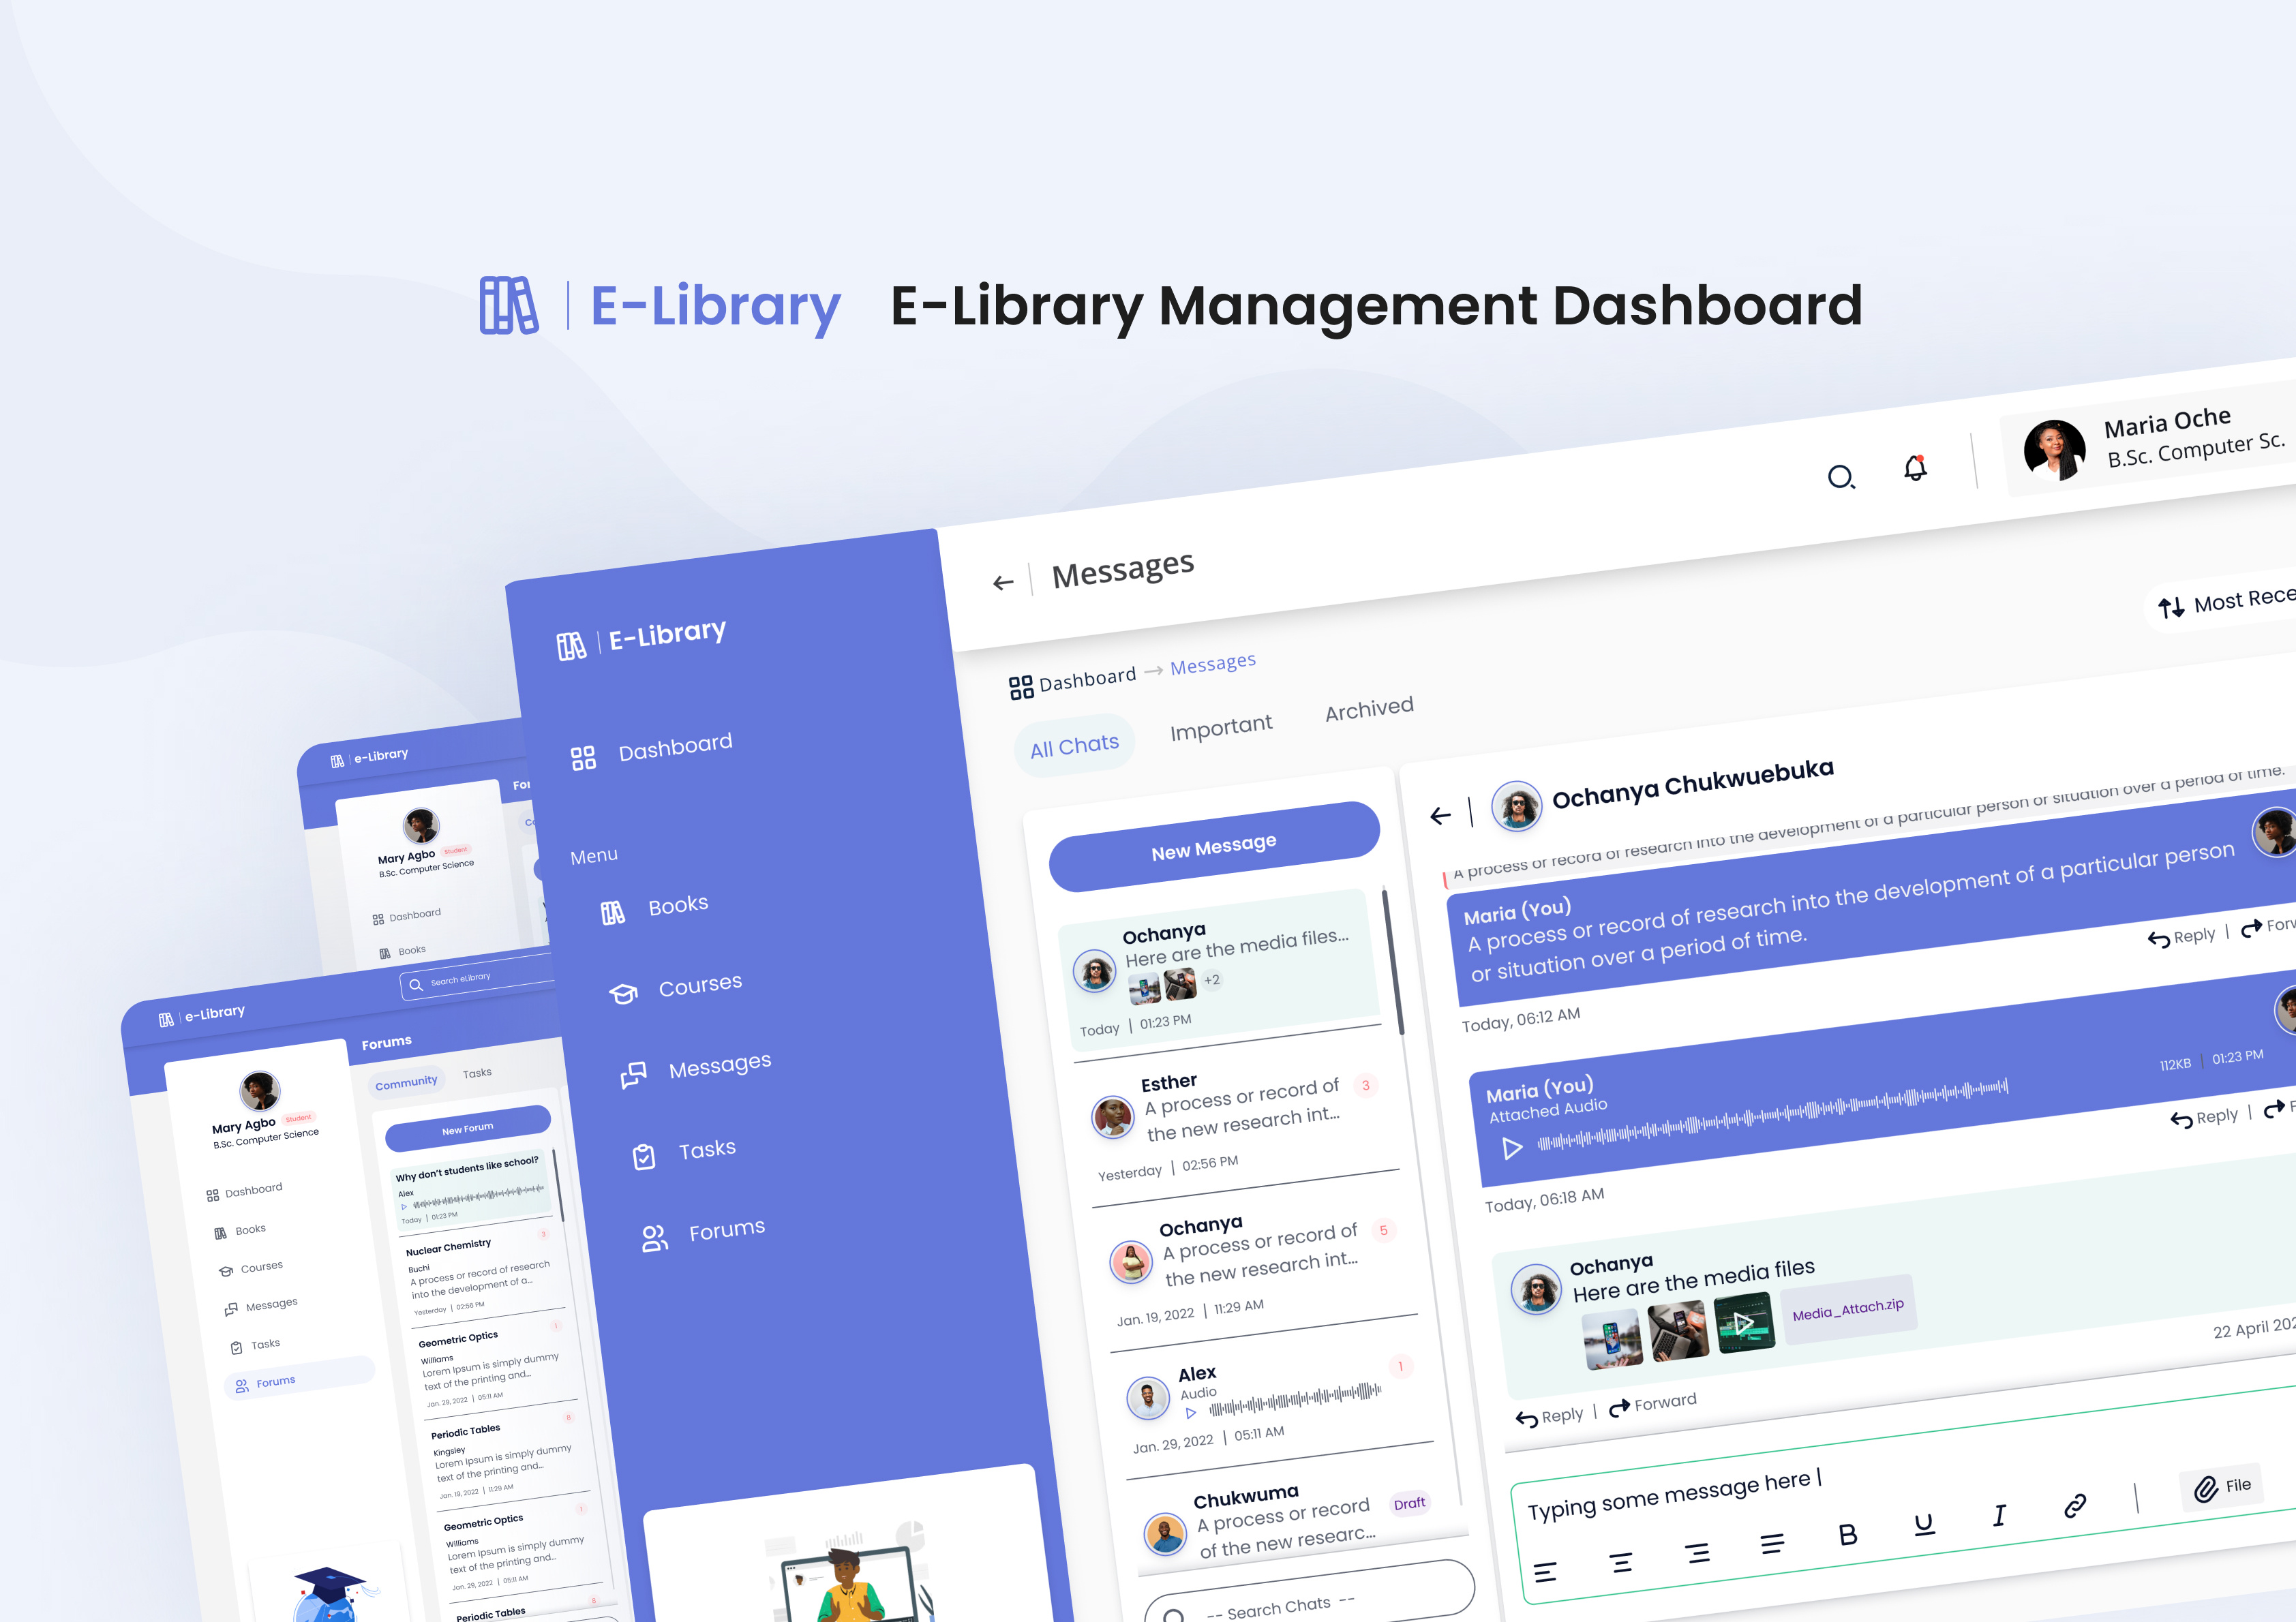 E-Library
E-Library Management Dashboard
Maria Oche
B.Sc. Computer Sc.
Messages
E-Library
Dashboard
Menu
Books
Courses
Messages
Tasks
Forums
Dashboard → Messages
All Chats
Important
Archived
New Message
Ochanya
Here are the media files...
+2
Today | 01:23 PM
Esther
A process or record of
the new research int...
3
Yesterday | 02:56 PM
Ochanya
A process or record of
the new research int...
5
Jan. 19, 2022 | 11:29 AM
Alex
Audio
1
Jan. 29, 2022 | 05:11 AM
Chukwuma
A process or record
of the new researc...
Draft
-- Search Chats --
Most
Ochanya Chukwuebuka
A process or record of research into the development of a particular person or situation over a period of time.
Maria (You)
A process or record of research into the development of a particular person
or situation over a period of time.
Reply |
Today, 06:12 AM
Maria (You)
Attached Audio
112KB | 01:23 PM
Reply |
Today, 06:18 AM
Ochanya
Here are the media files
Media_Attach.zip
22 April
Reply | Forward
Typing some message here |
B U I
File
e-Library
Mary Agbo
Student
B.Sc. Computer Science
Dashboard
Books
e-Library
Search eLibrary
Mary Agbo
Student
B.Sc. Computer Science
Dashboard
Books
Courses
Messages
Tasks
Forums
Forums
Community
Tasks
New Forum
Why don't students like school?
Alex
Today | 01:23 PM
Nuclear Chemistry
3
Buchi
A process or record of research
into the development of a...
Yesterday | 02:56 PM
Geometric Optics
1
Williams
Lorem Ipsum is simply dummy
text of the printing and...
Jan. 29, 2022 | 05:11 AM
Periodic Tables
8
Kingsley
Lorem Ipsum is simply dummy
text of the printing and...
Jan. 19, 2022 | 11:29 AM
Geometric Optics
1
Williams
Lorem Ipsum is simply dummy
text of the printing and...
Jan. 29, 2022 | 05:11 AM
Periodic Tables
8